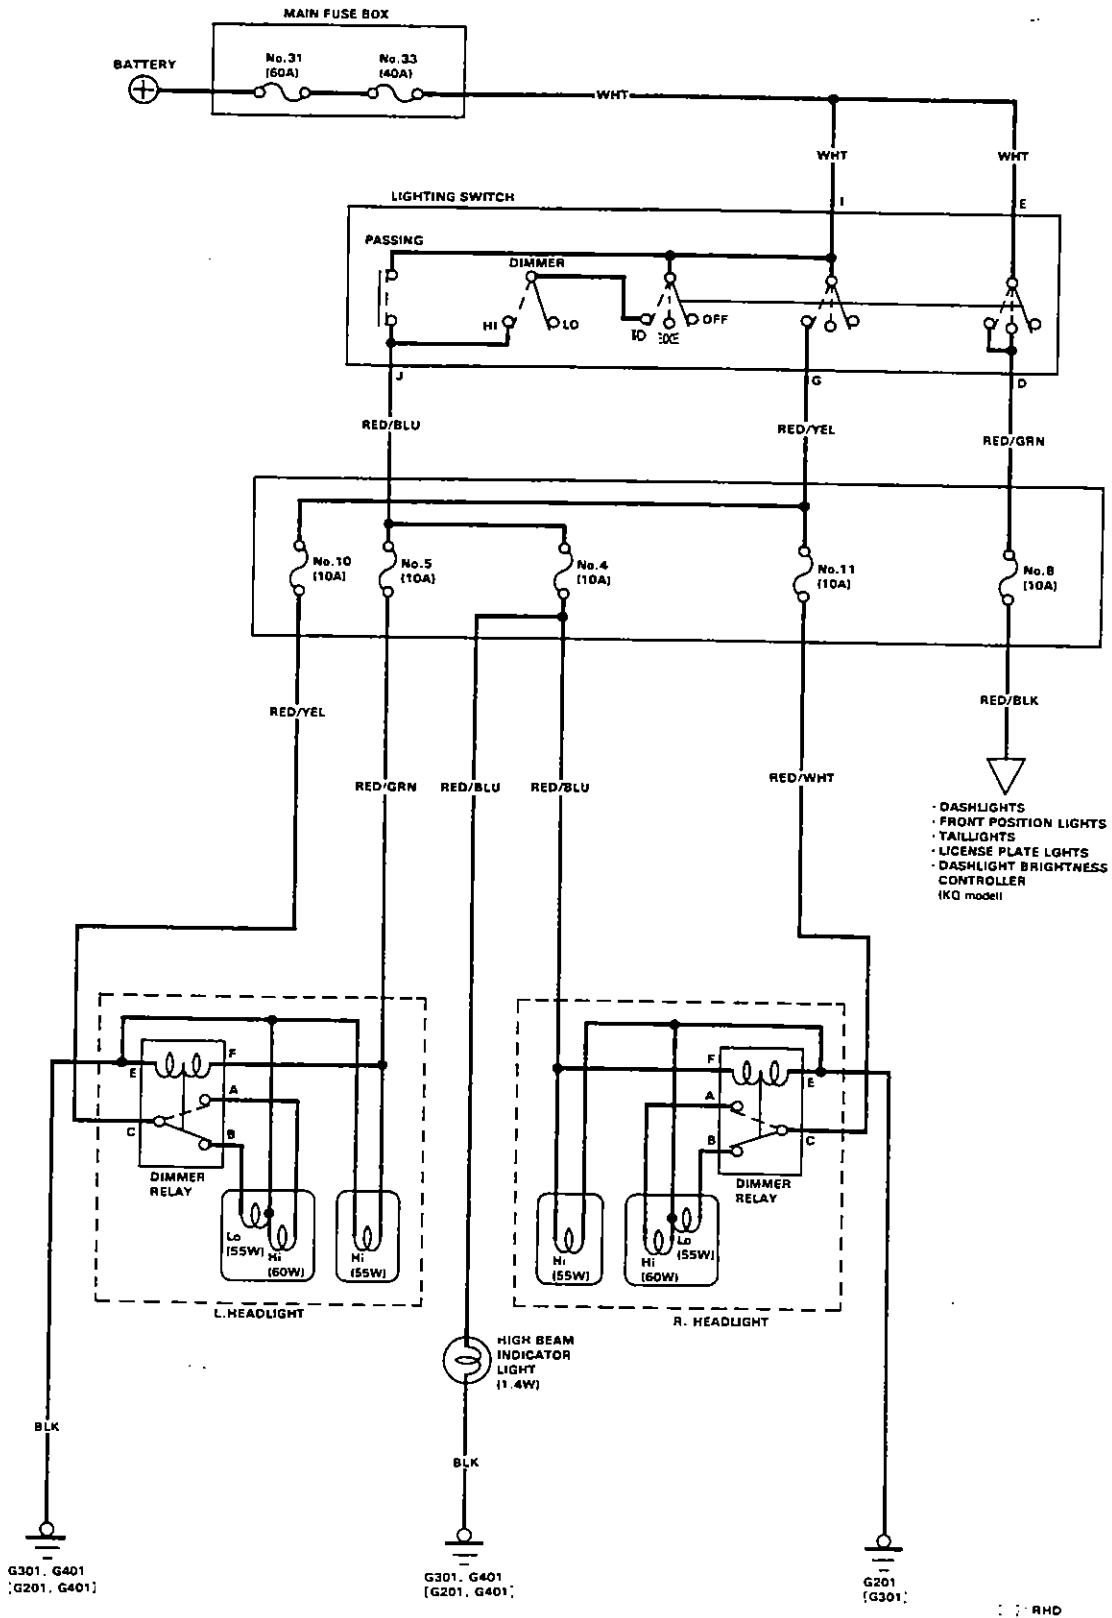 MAIN FUSE BOX
No.31
(60A)
No.33
(40A)
BATTERY
WHT
WHT
WHT
LIGHTING SWITCH
I
E
PASSING
DIMMER
HI
LO
OFF
J
G
D
RED/BLU
RED/YEL
RED/GRN
No.10
(10A)
No.5
(10A)
No.4
(10A)
No.11
(10A)
No.8
(10A)
RED/YEL
RED/BLK
RED/GRN
RED/BLU
RED/BLU
RED/WHT
· DASHLIGHTS
· FRONT POSITION LIGHTS
· TAILLIGHTS
· LICENSE PLATE LGHTS
· DASHLIGHT BRIGHTNESS
CONTROLLER
(KQ model)
E
F
A
C
B
DIMMER
RELAY
Lo
(55W)
Hi
(60W)
Hi
(55W)
L.HEADLIGHT
F
E
A
B
C
DIMMER
RELAY
Hi
(55W)
Hi
(60W)
Lo
(55W)
R. HEADLIGHT
HIGH BEAM
INDICATOR
LIGHT
(1.4W)
BLK
BLK
G301, G401
[G201, G401]
G301, G401
[G201, G401]
G201
[G301]
[ ] : RHD